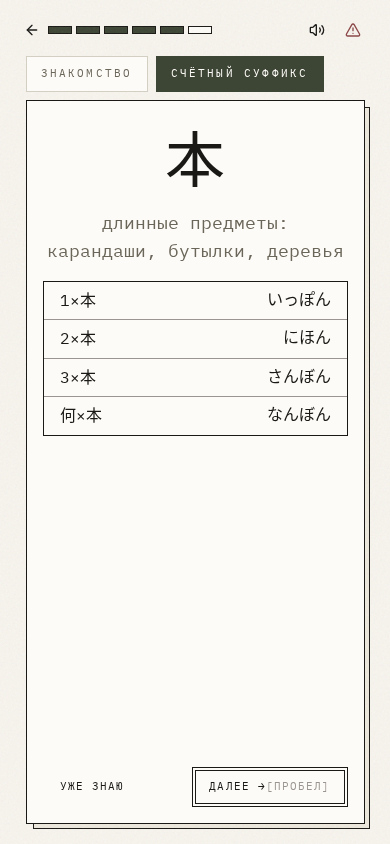 ЗНАКОМСТВО
СЧЁТНЫЙ СУФФИКС
本
длинные предметы:
карандаши, бутылки, деревья
1×本 いっぽん
2×本 にほん
3×本 さんぼん
何×本 なんぼん
УЖЕ ЗНАЮ
ДАЛЕЕ →[ПРОБЕЛ]